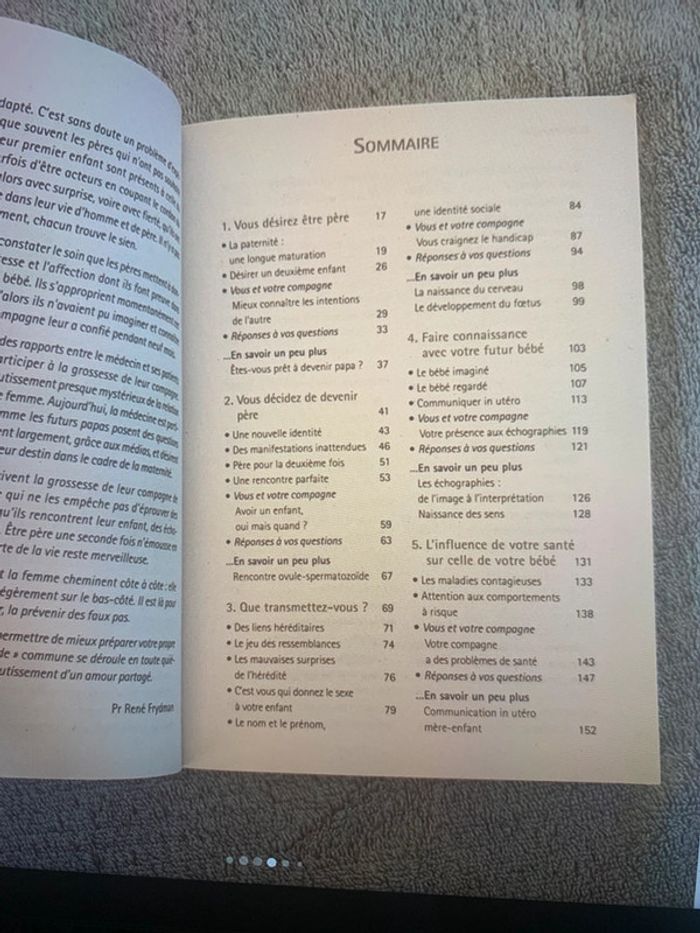 dapté. C'est sans doute un problème
que souvent les pères qui n'ont pas
eur premier enfant sont présents à
rfois d'être acteurs en coupant le cordon
alors avec surprise, voire avec fierté,
e dans leur vie d'homme et de père. Il n'y a
ment, chacun trouve le sien.
constater le soin que les pères mettent à
esse et l'affection dont ils font preuve dans
bébé. Ils s'approprient momentanément
alors ils n'avaient pu imaginer et connaître
mpagne leur a confié pendant neuf mois.
des rapports entre le médecin et ses patients
articiper à la grossesse de leur compagne,
utissement presque mystérieux de la relation
e femme. Aujourd'hui, la médecine est
mme les futurs papas posent des questions
ent largement, grâce aux médias, et désirent
eur destin dans le cadre de la maternité.
ivent la grossesse de leur compagne
qui ne les empêche pas d'éprouver des
qu'ils rencontrent leur enfant, des
Être père une seconde fois n'émousse en
rte de la vie reste merveilleuse.
t la femme cheminent côte à côte : elle
égèrement sur le bas-côté. Il est là pour
r, la prévenir des faux pas.
permettre de mieux préparer votre propre
de » commune se déroule en toute
utissement d'un amour partagé.
Pr René Frydman
SOMMAIRE
1. Vous désirez être père 17
• La paternité :
une longue maturation 19
• Désirer un deuxième enfant 26
• Vous et votre compagne
Mieux connaître les intentions
de l'autre 29
• Réponses à vos questions 33
...En savoir un peu plus
Êtes-vous prêt à devenir papa ? 37
2. Vous décidez de devenir
père 41
• Une nouvelle identité 43
• Des manifestations inattendues 46
• Père pour la deuxième fois 51
• Une rencontre parfaite 53
• Vous et votre compagne
Avoir un enfant,
oui mais quand ? 59
• Réponses à vos questions 63
...En savoir un peu plus
Rencontre ovule-spermatozoïde 67
3. Que transmettez-vous ? 69
• Des liens héréditaires 71
• Le jeu des ressemblances 74
• Les mauvaises surprises
de l'hérédité 76
• C'est vous qui donnez le sexe
à votre enfant 79
• Le nom et le prénom,
une identité sociale 84
• Vous et votre compagne
Vous craignez le handicap 87
• Réponses à vos questions 94
...En savoir un peu plus
La naissance du cerveau 98
Le développement du fœtus 99
4. Faire connaissance
avec votre futur bébé 103
• Le bébé imaginé 105
• Le bébé regardé 107
• Communiquer in utéro 113
• Vous et votre compagne
Votre présence aux échographies 119
• Réponses à vos questions 121
...En savoir un peu plus
Les échographies :
de l'image à l'interprétation 126
Naissance des sens 128
5. L'influence de votre santé
sur celle de votre bébé 131
• Les maladies contagieuses 133
• Attention aux comportements
à risque 138
• Vous et votre compagne
Votre compagne
a des problèmes de santé 143
• Réponses à vos questions 147
...En savoir un peu plus
Communication in utéro
mère-enfant 152